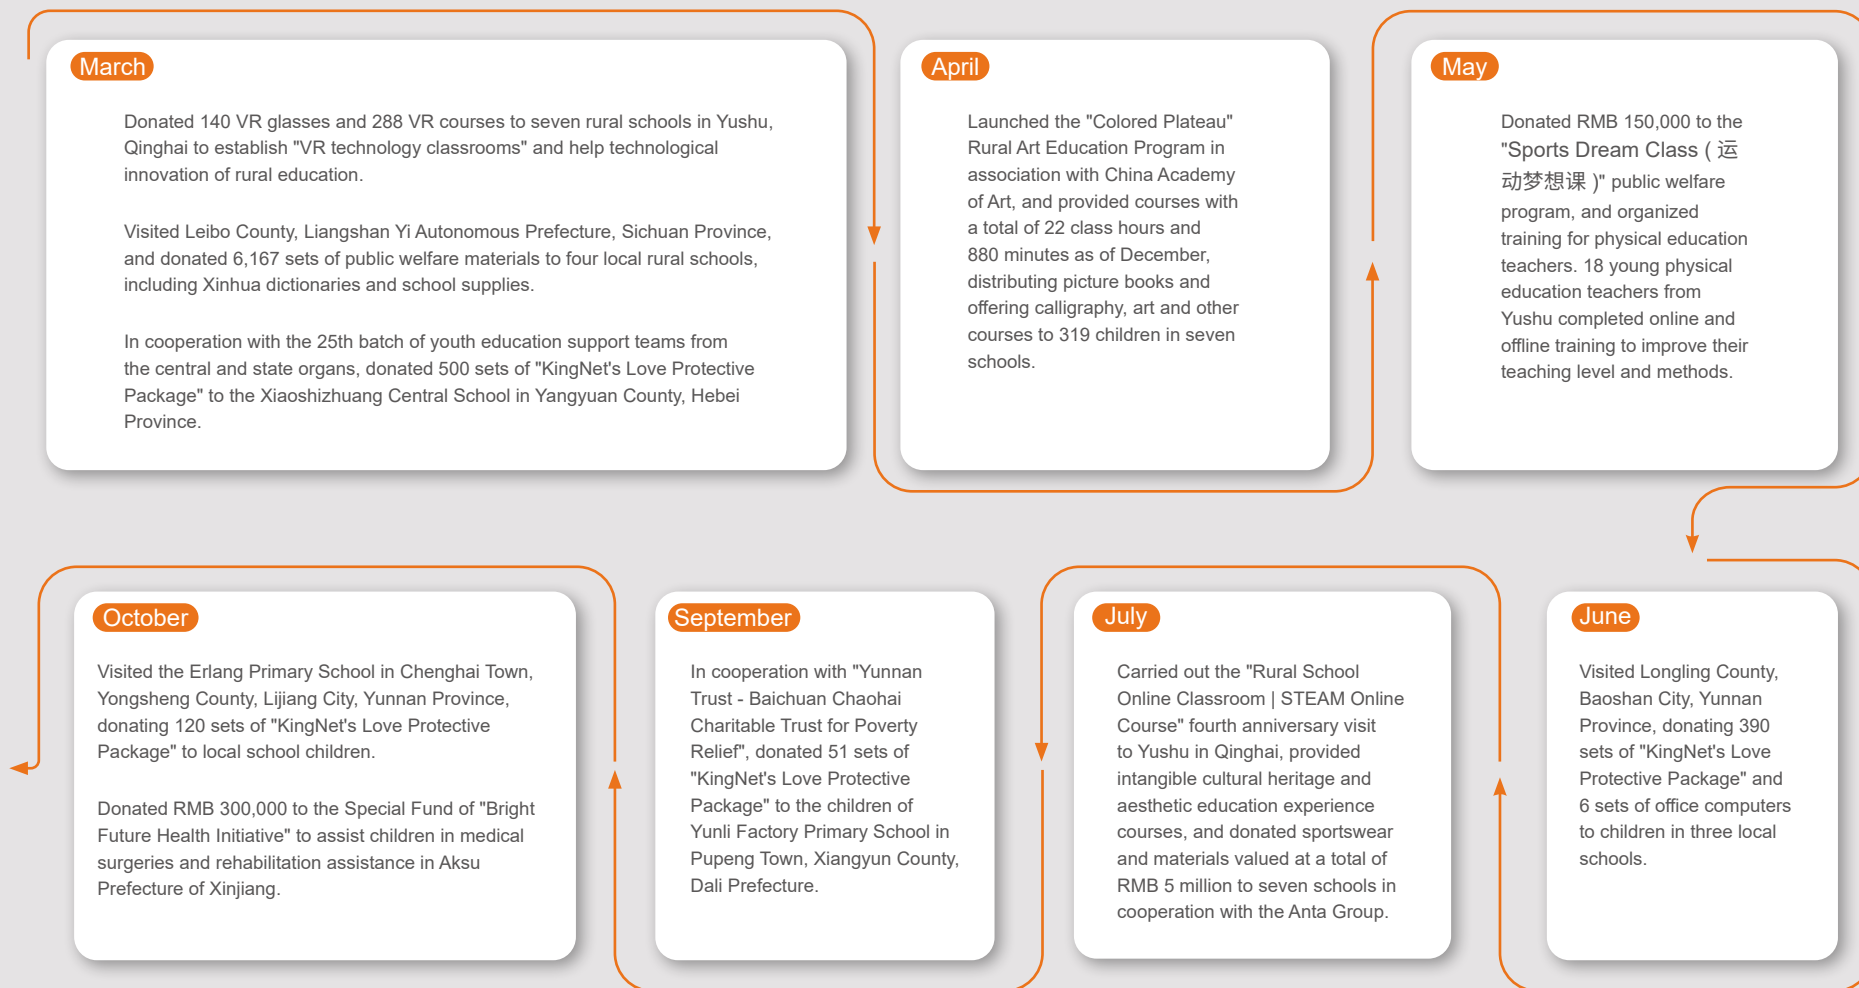 March
Donated 140 VR glasses and 288 VR courses to seven rural schools in Yushu,
Qinghai to establish "VR technology classrooms" and help technological
innovation of rural education.
Visited Leibo County, Liangshan Yi Autonomous Prefecture, Sichuan Province,
and donated 6,167 sets of public welfare materials to four local rural schools,
including Xinhua dictionaries and school supplies.
In cooperation with the 25th batch of youth education support teams from
the central and state organs, donated 500 sets of "KingNet's Love Protective
Package" to the Xiaoshizhuang Central School in Yangyuan County, Hebei
Province.
April
Launched the "Colored Plateau"
Rural Art Education Program in
association with China Academy
of Art, and provided courses with
a total of 22 class hours and
880 minutes as of December,
distributing picture books and
offering calligraphy, art and other
courses to 319 children in seven
schools.
May
Donated RMB 150,000 to the
"Sports Dream Class ( 运
动梦想课 )" public welfare
program, and organized
training for physical education
teachers. 18 young physical
education teachers from
Yushu completed online and
offline training to improve their
teaching level and methods.
June
Visited Longling County,
Baoshan City, Yunnan
Province, donating 390
sets of "KingNet's Love
Protective Package" and
6 sets of office computers
to children in three local
schools.
July
Carried out the "Rural School
Online Classroom | STEAM Online
Course" fourth anniversary visit
to Yushu in Qinghai, provided
intangible cultural heritage and
aesthetic education experience
courses, and donated sportswear
and materials valued at a total of
RMB 5 million to seven schools in
cooperation with the Anta Group.
September
In cooperation with "Yunnan
Trust - Baichuan Chaohai
Charitable Trust for Poverty
Relief", donated 51 sets of
"KingNet's Love Protective
Package" to the children of
Yunli Factory Primary School in
Pupeng Town, Xiangyun County,
Dali Prefecture.
October
Visited the Erlang Primary School in Chenghai Town,
Yongsheng County, Lijiang City, Yunnan Province,
donating 120 sets of "KingNet's Love Protective
Package" to local school children.
Donated RMB 300,000 to the Special Fund of "Bright
Future Health Initiative" to assist children in medical
surgeries and rehabilitation assistance in Aksu
Prefecture of Xinjiang.